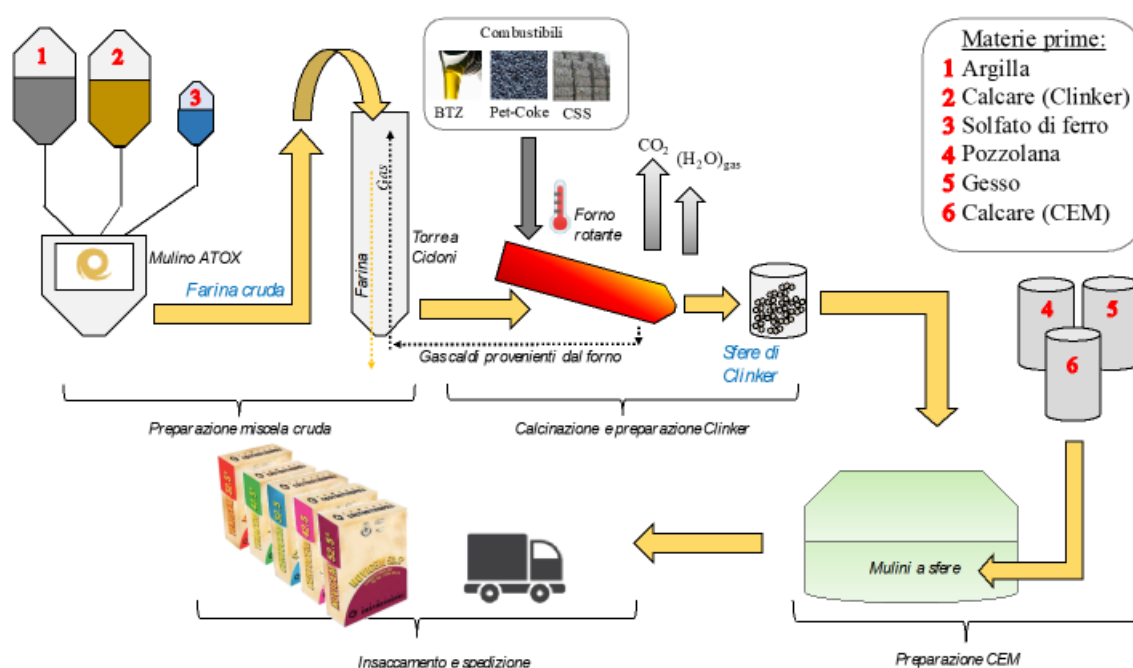 1
2
3
Mulino ATOX
Farina cruda
Farina
Gas
Torre a
Cicloni
Combustibili
BTZ
Pet-Coke
CSS
CO2
(H2O)gas
Forno
rotante
Gas caldi provenienti dal forno
Sfere di
Clinker
Materie prime:
1 Argilla
2 Calcare (Clinker)
3 Solfato di ferro
4 Pozzolana
5 Gesso
6 Calcare (CEM)
4
5
6
Preparazione miscela cruda
Calcinazione e preparazione Clinker
Mulini a sfere
Insaccamento e spedizione
Preparazione CEM